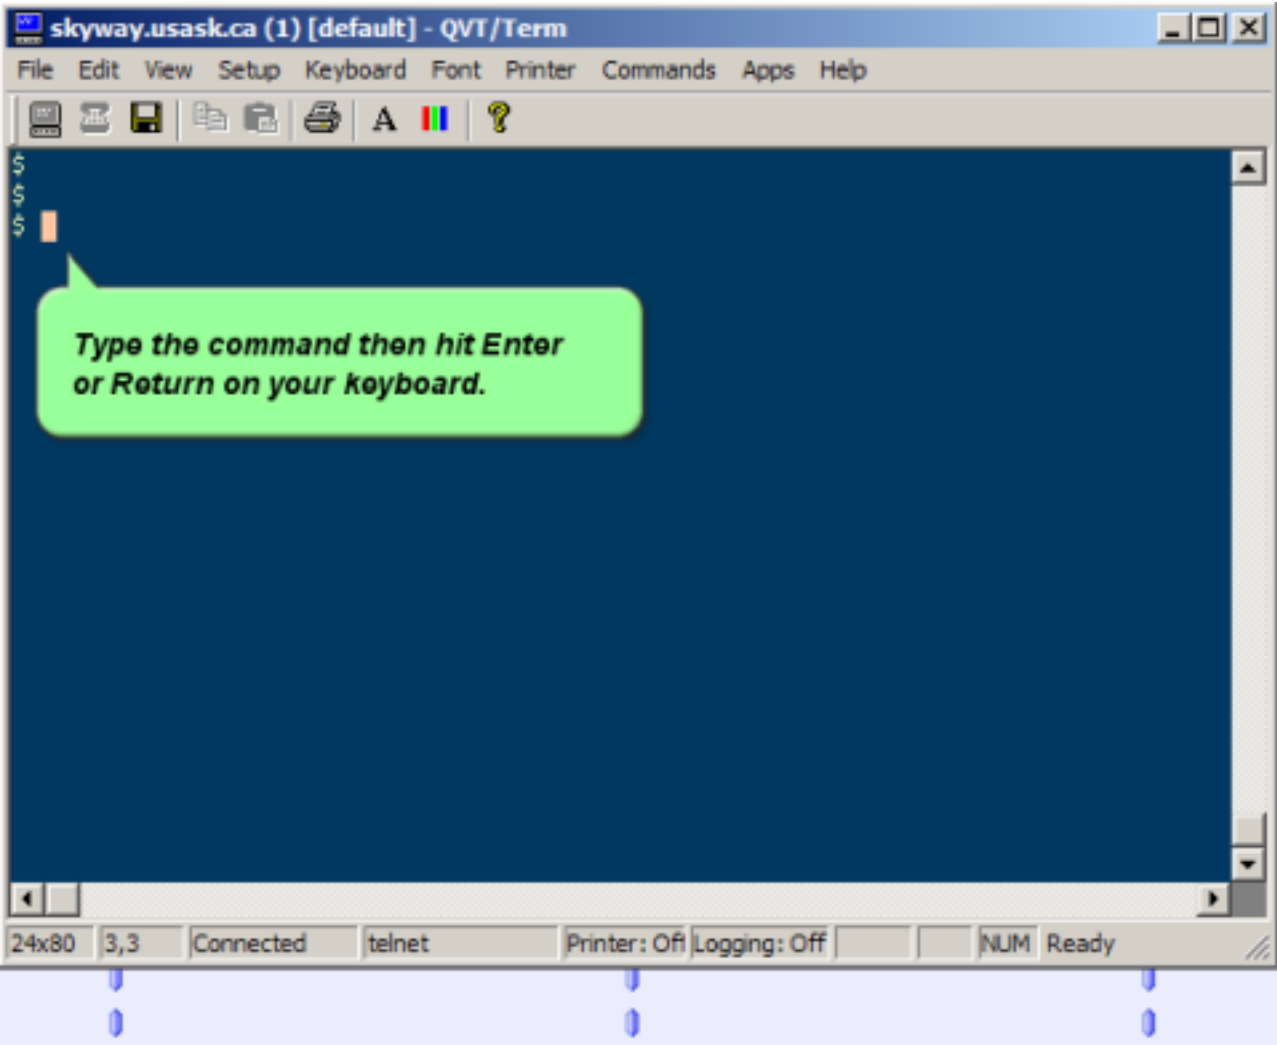 skyway.usask.ca (1) [default] - QVT/Term
File Edit View Setup Keyboard Font Printer Commands Apps Help
A ?
$
$
$
Type the command then hit Enter
or Return on your keyboard.
24x80 3,3 Connected telnet Printer: Off Logging: Off NUM Ready